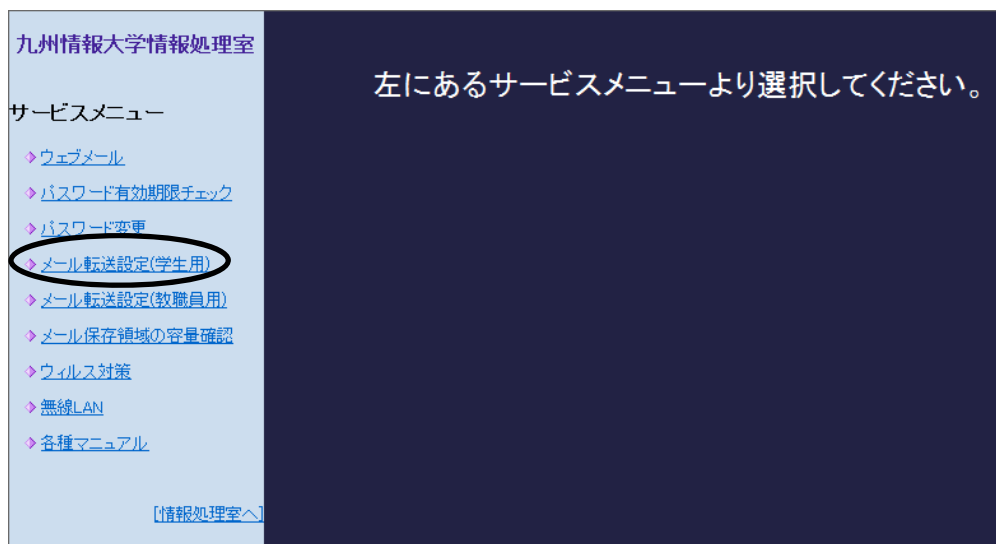 九州情報大学情報処理室
左にあるサービスメニューより選択してください。
サービスメニュー
ウェブメール
パスワード有効期限チェック
パスワード変更
メール転送設定(学生用)
メール転送設定(教職員用)
メール保存領域の容量確認
ウィルス対策
無線LAN
各種マニュアル
[情報処理室へ]